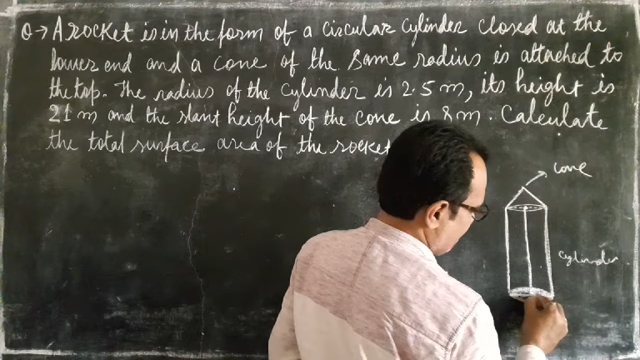 Q→ A rocket is in the form of a circular cylinder closed at the
lower end and a cone of the same radius is attached to
the top. The radius of the cylinder is 2.5 m, its height is
21 m and the slant height of the cone is 8m. Calculate
the total surface area of the rocket
cone
cylinder